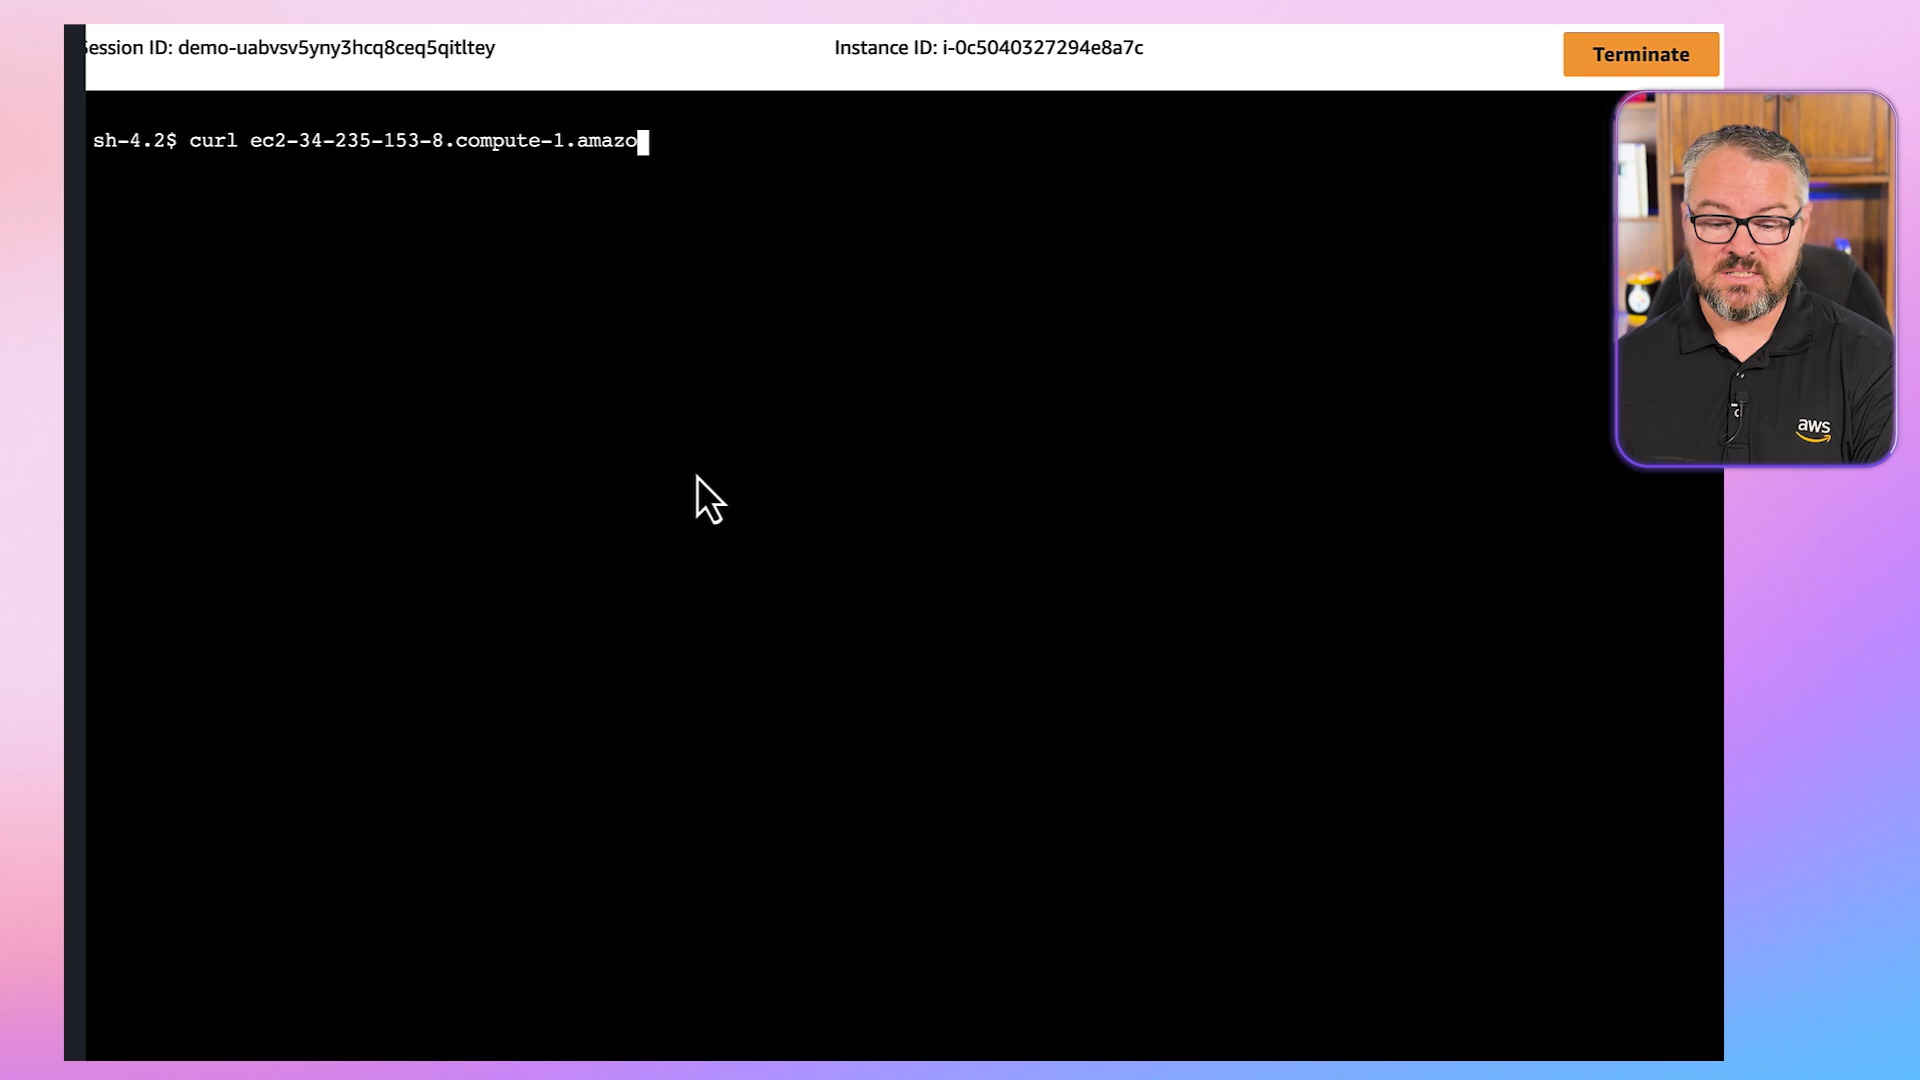 Session ID: demo-uabvsv5yny3hcq8ceq5qitltey
Instance ID: i-0c5040327294e8a7c
Terminate
sh-4.2$ curl ec2-34-235-153-8.compute-1.amazo
aws